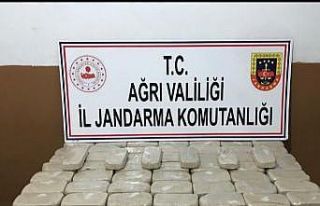 T.C.
AĞRI VALİLİĞİ
İL JANDARMA KOMUTANLIĞI